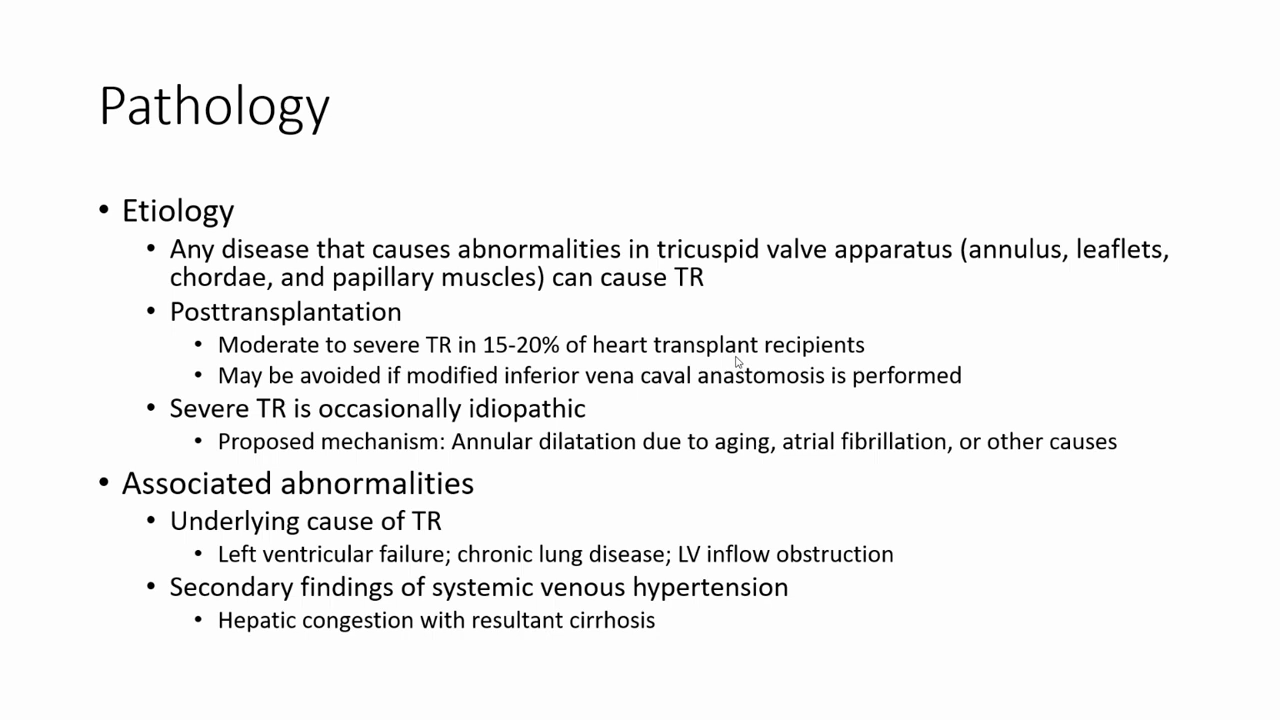 Pathology
• Etiology
• Any disease that causes abnormalities in tricuspid valve apparatus (annulus, leaflets,
chordae, and papillary muscles) can cause TR
• Posttransplantation
• Moderate to severe TR in 15-20% of heart transplant recipients
• May be avoided if modified inferior vena caval anastomosis is performed
• Severe TR is occasionally idiopathic
• Proposed mechanism: Annular dilatation due to aging, atrial fibrillation, or other causes
• Associated abnormalities
• Underlying cause of TR
• Left ventricular failure; chronic lung disease; LV inflow obstruction
• Secondary findings of systemic venous hypertension
• Hepatic congestion with resultant cirrhosis